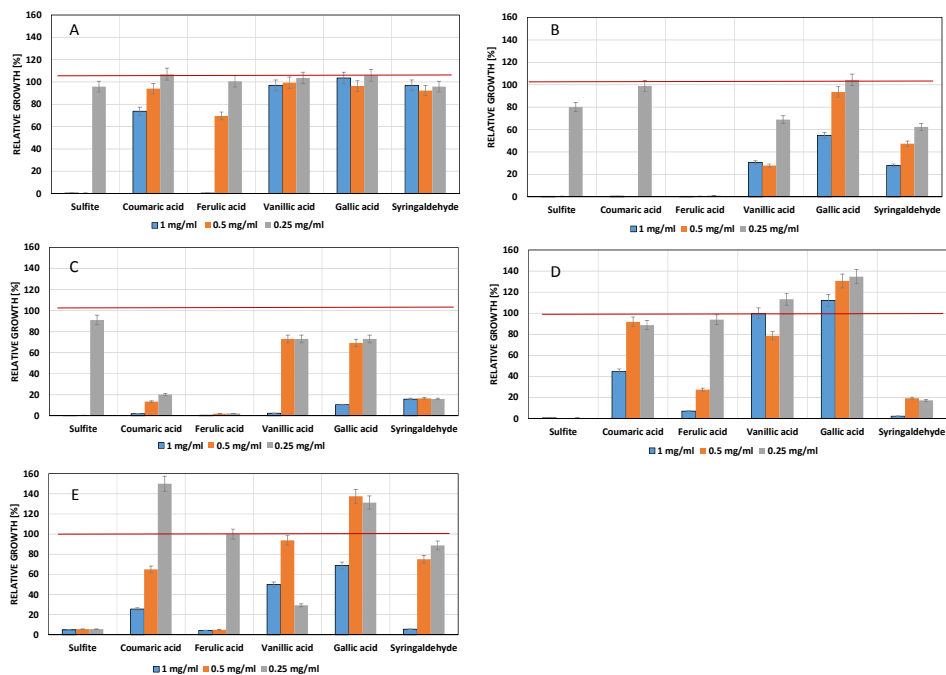 A
RELATIVE GROWTH [%]
160
140
120
100
80
60
40
20
0
Sulfite Coumaric acid Ferulic acid Vanillic acid Gallic acid Syringaldehyde
1 mg/ml 0.5 mg/ml 0.25 mg/ml
B
RELATIVE GROWTH [%]
160
140
120
100
80
60
40
20
0
Sulfite Coumaric acid Ferulic acid Vanillic acid Gallic acid Syringaldehyde
1 mg/ml 0.5 mg/ml 0.25 mg/ml
C
RELATIVE GROWTH [%]
160
140
120
100
80
60
40
20
0
Sulfite Coumaric acid Ferulic acid Vanillic acid Gallic acid Syringaldehyde
1 mg/ml 0.5 mg/ml 0.25 mg/ml
D
RELATIVE GROWTH [%]
160
140
120
100
80
60
40
20
0
Sulfite Coumaric acid Ferulic acid Vanillic acid Gallic acid Syringaldehyde
1 mg/ml 0.5 mg/ml 0.25 mg/ml
E
RELATIVE GROWTH [%]
160
140
120
100
80
60
40
20
0
Sulfite Coumaric acid Ferulic acid Vanillic acid Gallic acid Syringaldehyde
1 mg/ml 0.5 mg/ml 0.25 mg/ml